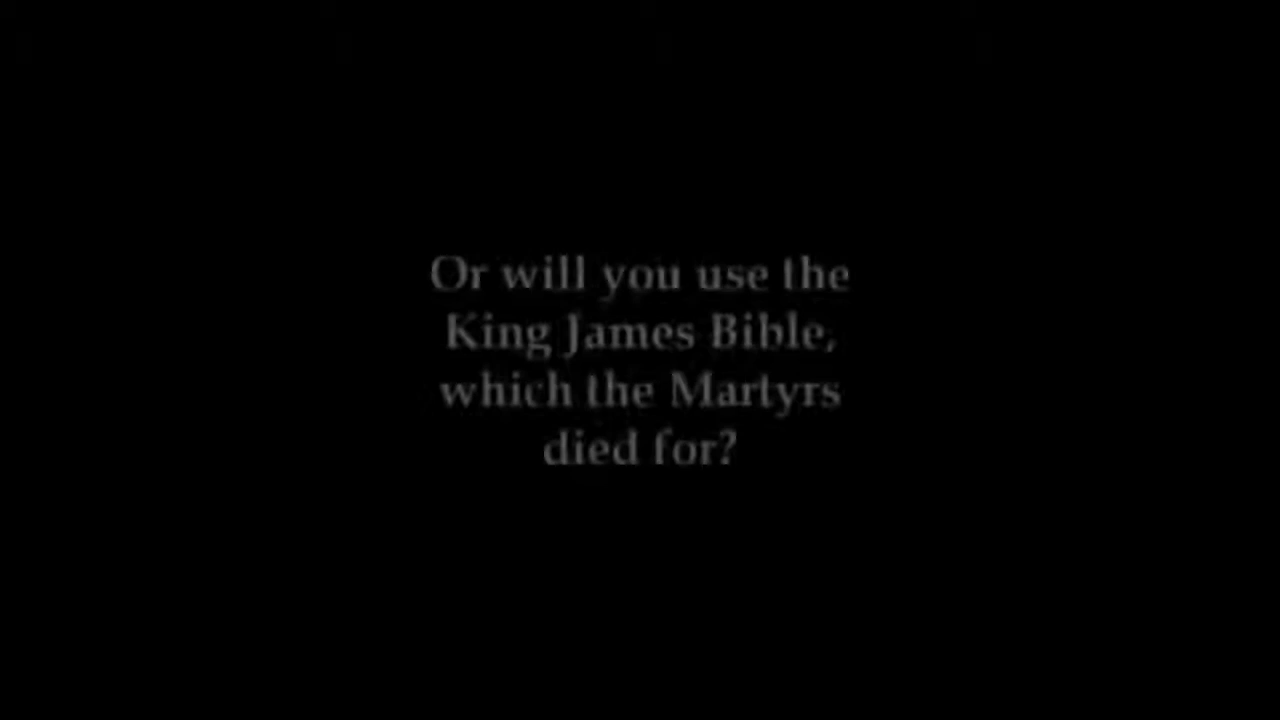 Or will you use the
King James Bible,
which the Martyrs
died for?